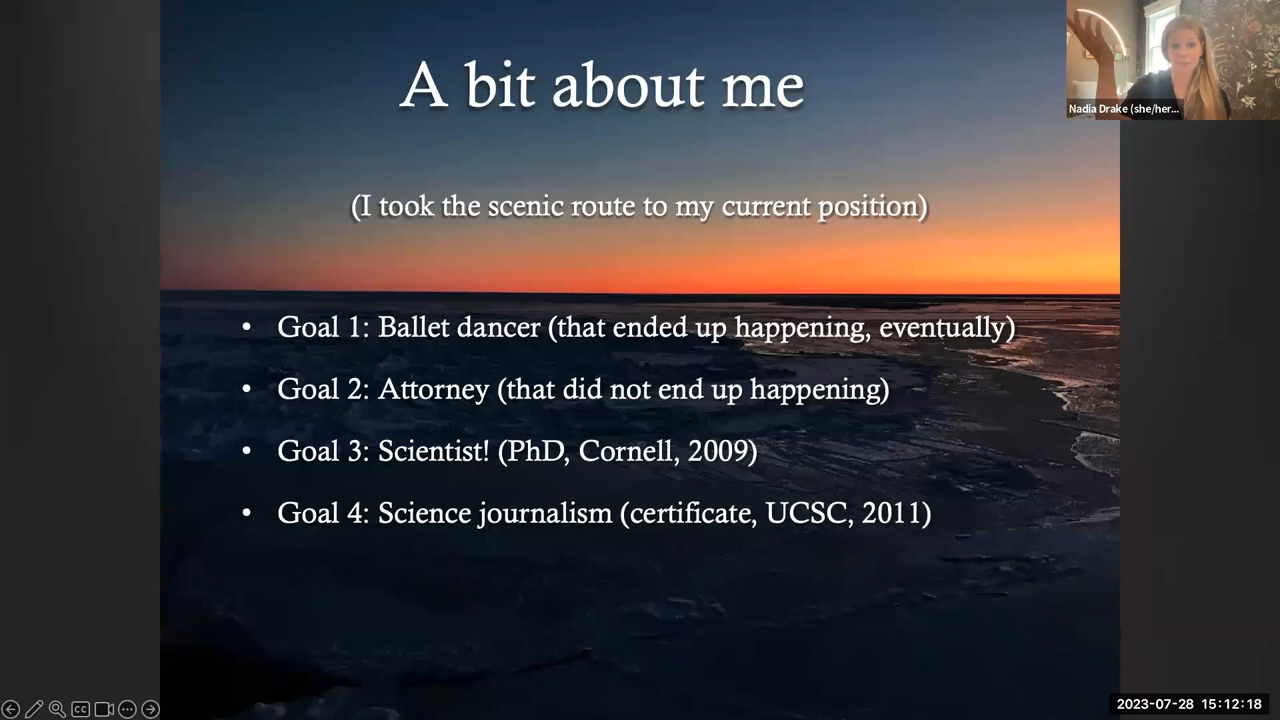 A bit about me
(I took the scenic route to my current position)
• Goal 1: Ballet dancer (that ended up happening, eventually)
• Goal 2: Attorney (that did not end up happening)
• Goal 3: Scientist! (PhD, Cornell, 2009)
• Goal 4: Science journalism (certificate, UCSC, 2011)
Nadia Drake (she/her...
CC
2023-07-28 15:12:18